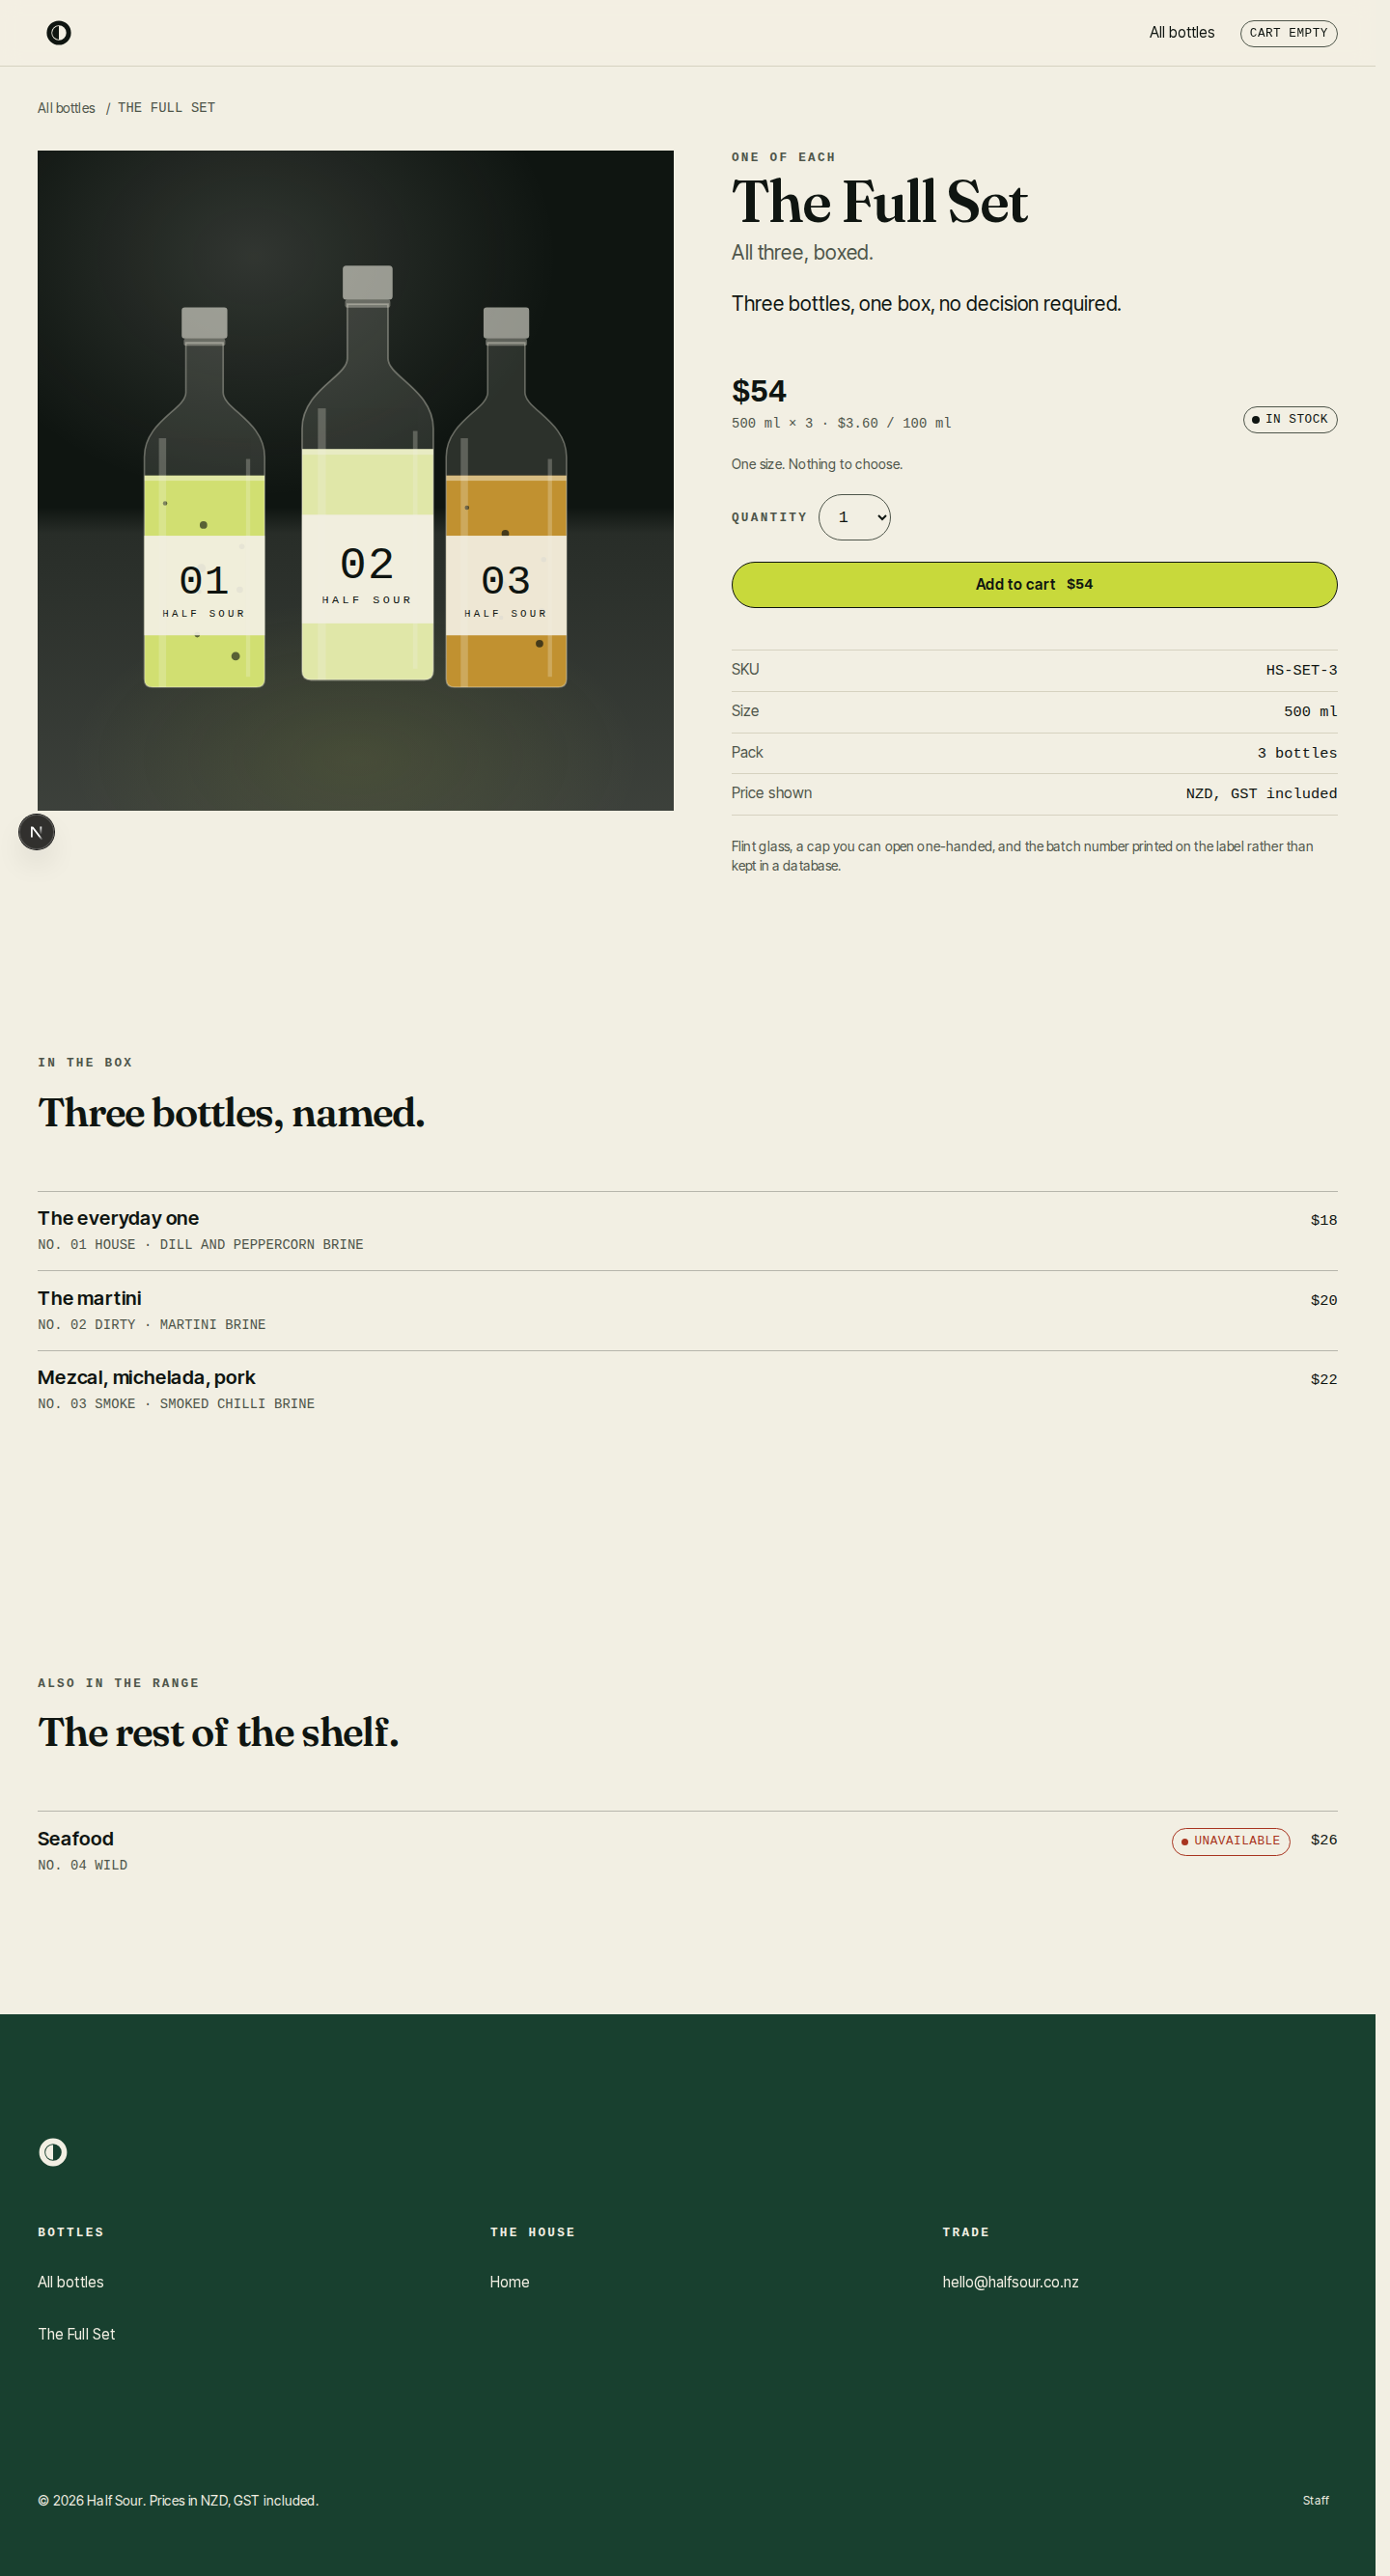 All bottles
CART EMPTY
All bottles / THE FULL SET
ONE OF EACH
The Full Set
All three, boxed.
Three bottles, one box, no decision required.
$54
500 ml × 3 · $3.60 / 100 ml
IN STOCK
One size. Nothing to choose.
QUANTITY 1
Add to cart $54
SKU HS-SET-3
Size 500 ml
Pack 3 bottles
Price shown NZD, GST included
Flint glass, a cap you can open one-handed, and the batch number printed on the label rather than
kept in a database.
01
HALF SOUR
02
HALF SOUR
03
HALF SOUR
N
IN THE BOX
Three bottles, named.
The everyday one $18
NO. 01 HOUSE · DILL AND PEPPERCORN BRINE
The martini $20
NO. 02 DIRTY · MARTINI BRINE
Mezcal, michelada, pork $22
NO. 03 SMOKE · SMOKED CHILLI BRINE
ALSO IN THE RANGE
The rest of the shelf.
Seafood UNAVAILABLE $26
NO. 04 WILD
BOTTLES
All bottles
The Full Set
THE HOUSE
Home
TRADE
hello@halfsour.co.nz
© 2026 Half Sour. Prices in NZD, GST included.
Staff